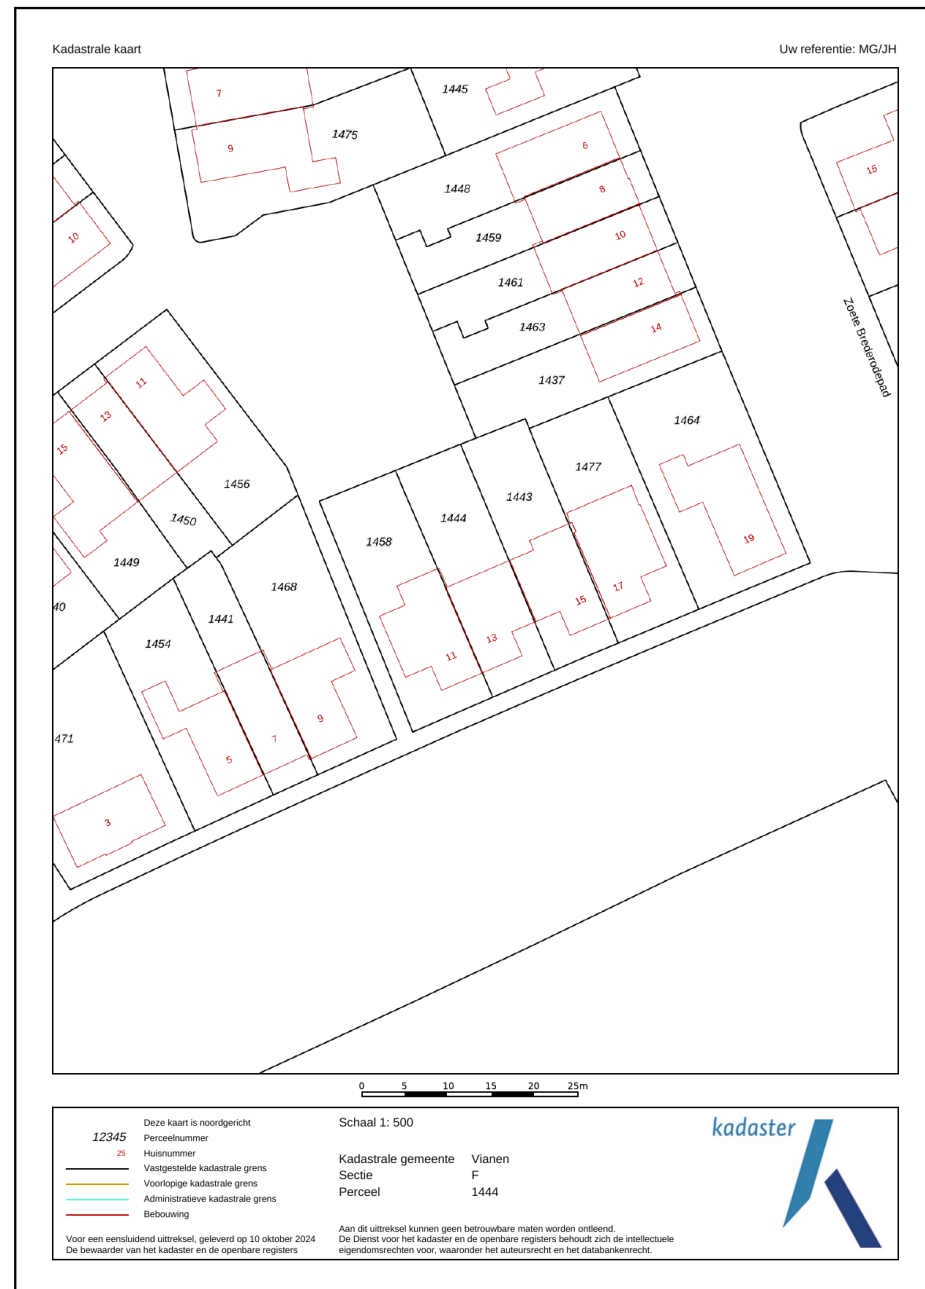 Kadastrale kaart
Uw referentie: MG/JH
7
1445
1475
9
6
15
1448
8
10
1459
10
1461
12
1463
14
Zoete Brederodepad
11
1437
13
1464
15
1477
1456
1443
1450
1444
1458
19
1449
1468
17
40
15
1441
1454
13
11
9
471
7
5
3
0 5 10 15 20 25m
Deze kaart is noordgericht
12345 Perceelnummer
25 Huisnummer
Vastgestelde kadastrale grens
Voorlopige kadastrale grens
Administratieve kadastrale grens
Bebouwing
Voor een eensluidend uittreksel, geleverd op 10 oktober 2024
De bewaarder van het kadaster en de openbare registers
Schaal 1: 500
Kadastrale gemeente Vianen
Sectie F
Perceel 1444
Aan dit uittreksel kunnen geen betrouwbare maten worden ontleend.
De Dienst voor het kadaster en de openbare registers behoudt zich de intellectuele
eigendomsrechten voor, waaronder het auteursrecht en het databankenrecht.
kadaster